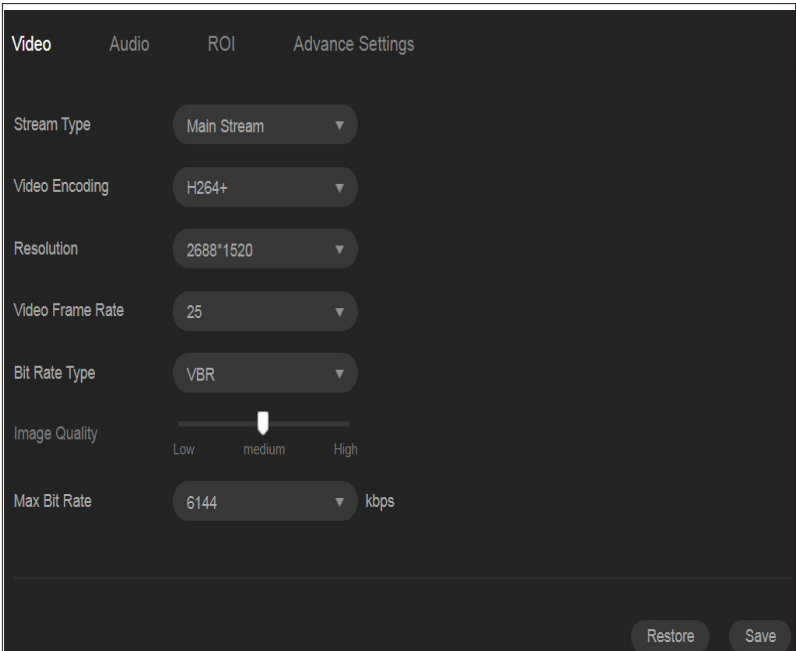 Video Audio ROI Advance Settings
Stream Type Main Stream
Video Encoding H264+
Resolution 2688*1520
Video Frame Rate 25
Bit Rate Type VBR
Image Quality
Low medium High
Max Bit Rate 6144 kbps
Restore Save